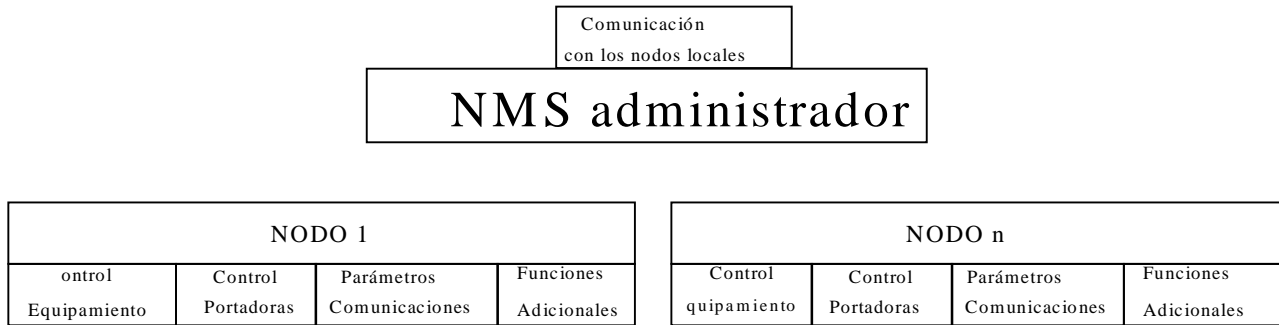 Comunicación
con los nodos locales
NMS administrador
NODO 1
ontrol
Equipamiento
Control
Portadoras
Parámetros
Comunicaciones
Funciones
Adicionales
NODO n
Control
quipamiento
Control
Portadoras
Parámetros
Comunicaciones
Funciones
Adicionales